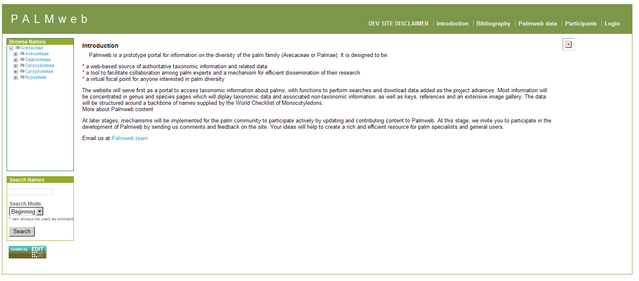 PALMweb
DEV SITE DISCLAIMER Introduction Bibliography Palmweb data Participants Login
Browse Names
Arecaceae
Arecoideae
Calamoideae
Ceroxyloideae
Coryphoideae
Nypoideae
Search Names
Search Mode:
Beginning
* can always be used as wildcard
Search
funded by EDIT
Introduction
Palmweb is a prototype portal for information on the diversity of the palm family (Arecaceae or Palmae). It is designed to be:
* a web-based source of authoritative taxonomic information and related data
* a tool to facilitate collaboration among palm experts and a mechanism for efficient dissemination of their research
* a virtual focal point for anyone interested in palm diversity
The website will serve first as a portal to access taxonomic information about palms, with functions to perform searches and download data added as the project advances. Most information will
be concentrated in genus and species pages which will diplay taxonomic data and associated non-taxonomic information, as well as keys, references and an extensive image gallery. The data
will be structured around a backbone of names supplied by the World Checklist of Monocotyledons.
More about Palmweb content
At later stages, mechanisms will be implemented for the palm community to participate actively by updating and contributing content to Palmweb. At this stage, we invite you to participate in the
development of Palmweb by sending us comments and feedback on the site. Your ideas will help to create a rich and efficient resource for palm specialists and general users.
Email us at Palmweb team